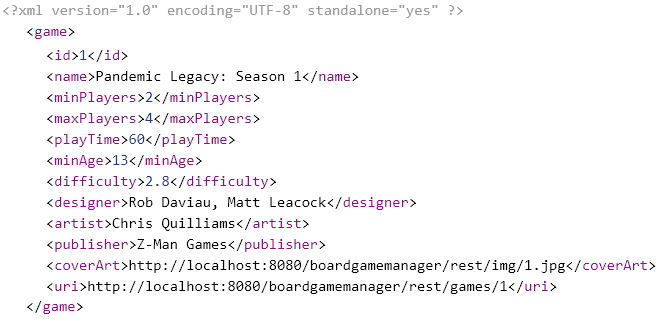 <?xml version="1.0" encoding="UTF-8" standalone="yes" ?>
<game>
<id>1</id>
<name>Pandemic Legacy: Season 1</name>
<minPlayers>2</minPlayers>
<maxPlayers>4</maxPlayers>
<playTime>60</playTime>
<minAge>13</minAge>
<difficulty>2.8</difficulty>
<designer>Rob Daviau, Matt Leacock</designer>
<artist>Chris Quilliams</artist>
<publisher>Z-Man Games</publisher>
<coverArt>http://localhost:8080/boardgamemanager/rest/img/1.jpg</coverArt>
<uri>http://localhost:8080/boardgamemanager/rest/games/1</uri>
</game>